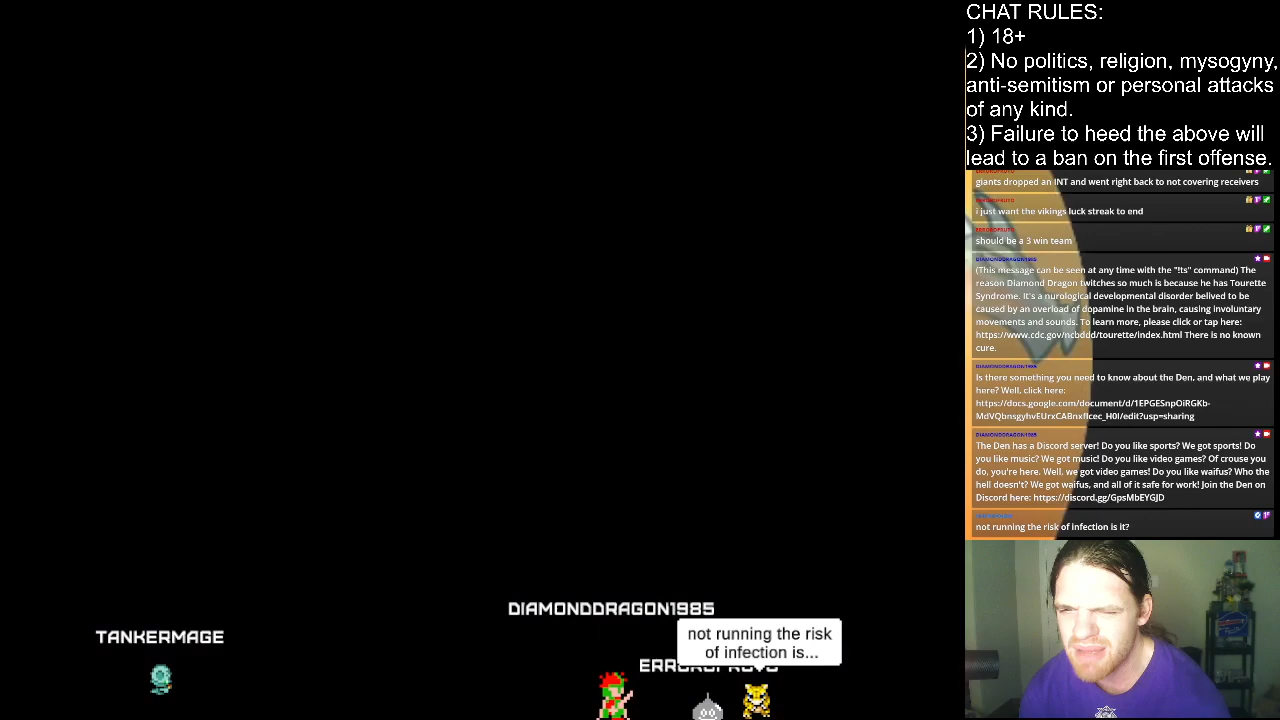 CHAT RULES:
1) 18+
2) No politics, religion, mysogyny,
anti-semitism or personal attacks
of any kind.
3) Failure to heed the above will
lead to a ban on the first offense.
giants dropped an INT and went right back to not covering receivers
ERROROFRUYO
i just want the vikings luck streak to end
ERROROFRUYO
should be a 3 win team
DIAMONDDRAGON1985
(This message can be seen at any time with the "!ts" command) The
reason Diamond Dragon twitches so much is because he has Tourette
Syndrome. It's a nurological developmental disorder belived to be
caused by an overload of dopamine in the brain, causing involuntary
movements and sounds. To learn more, please click or tap here:
https://www.cdc.gov/ncbddd/tourette/index.html There is no known
cure.
DIAMONDDRAGON1985
Is there something you need to know about the Den, and what we play
here? Well, click here:
https://docs.google.com/document/d/1EPGESnpOiRGKb-
MdVQbnsgyhvEUrxCABnxflcec_H0I/edit?usp=sharing
DIAMONDDRAGON1985
The Den has a Discord server! Do you like sports? We got sports! Do
you like music? We got music! Do you like video games? Of crouse you
do, you're here. Well, we got video games! Do you like waifus? Who the
hell doesn't? We got waifus, and all of it safe for work! Join the Den on
Discord here: https://discord.gg/GpsMbEYGJD
not running the risk of infection is it?
DIAMONDDRAGON1985
not running the risk
of infection is...
TANKERMAGE